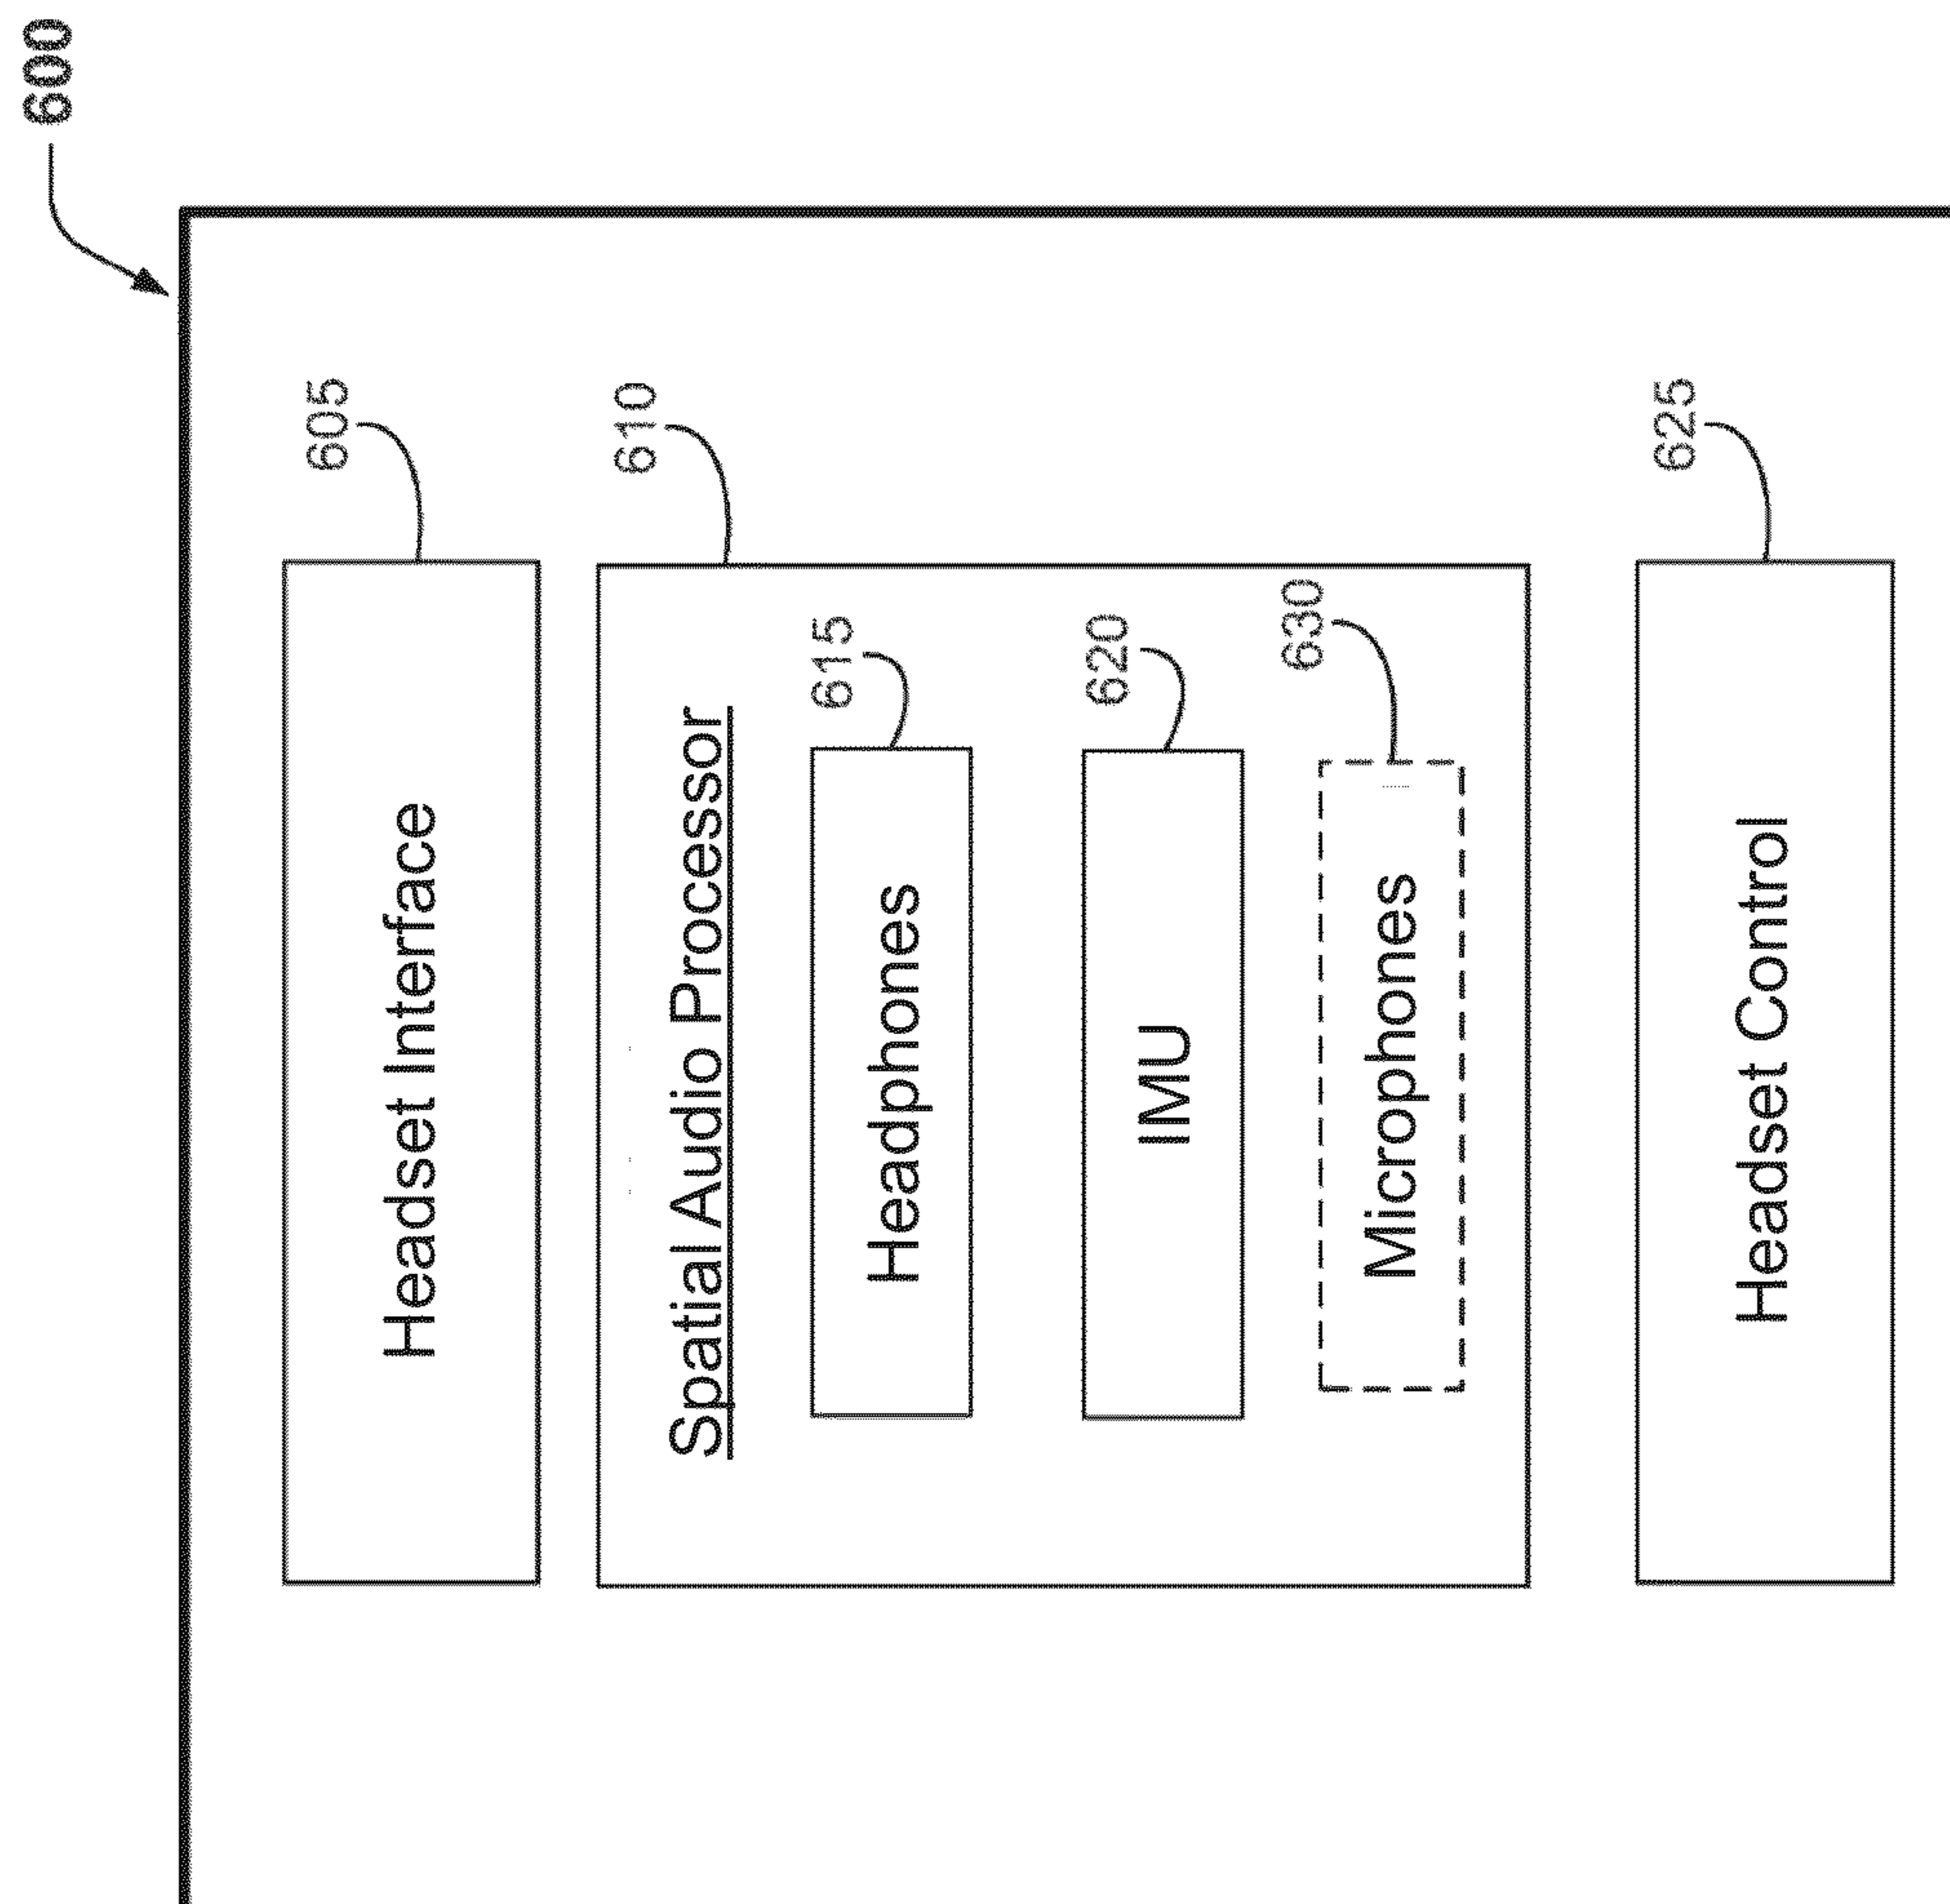 600
605
Headset Interface
610
Spatial Audio Processor
615
Headphones
620
IMU
630
Microphones
625
Headset Control